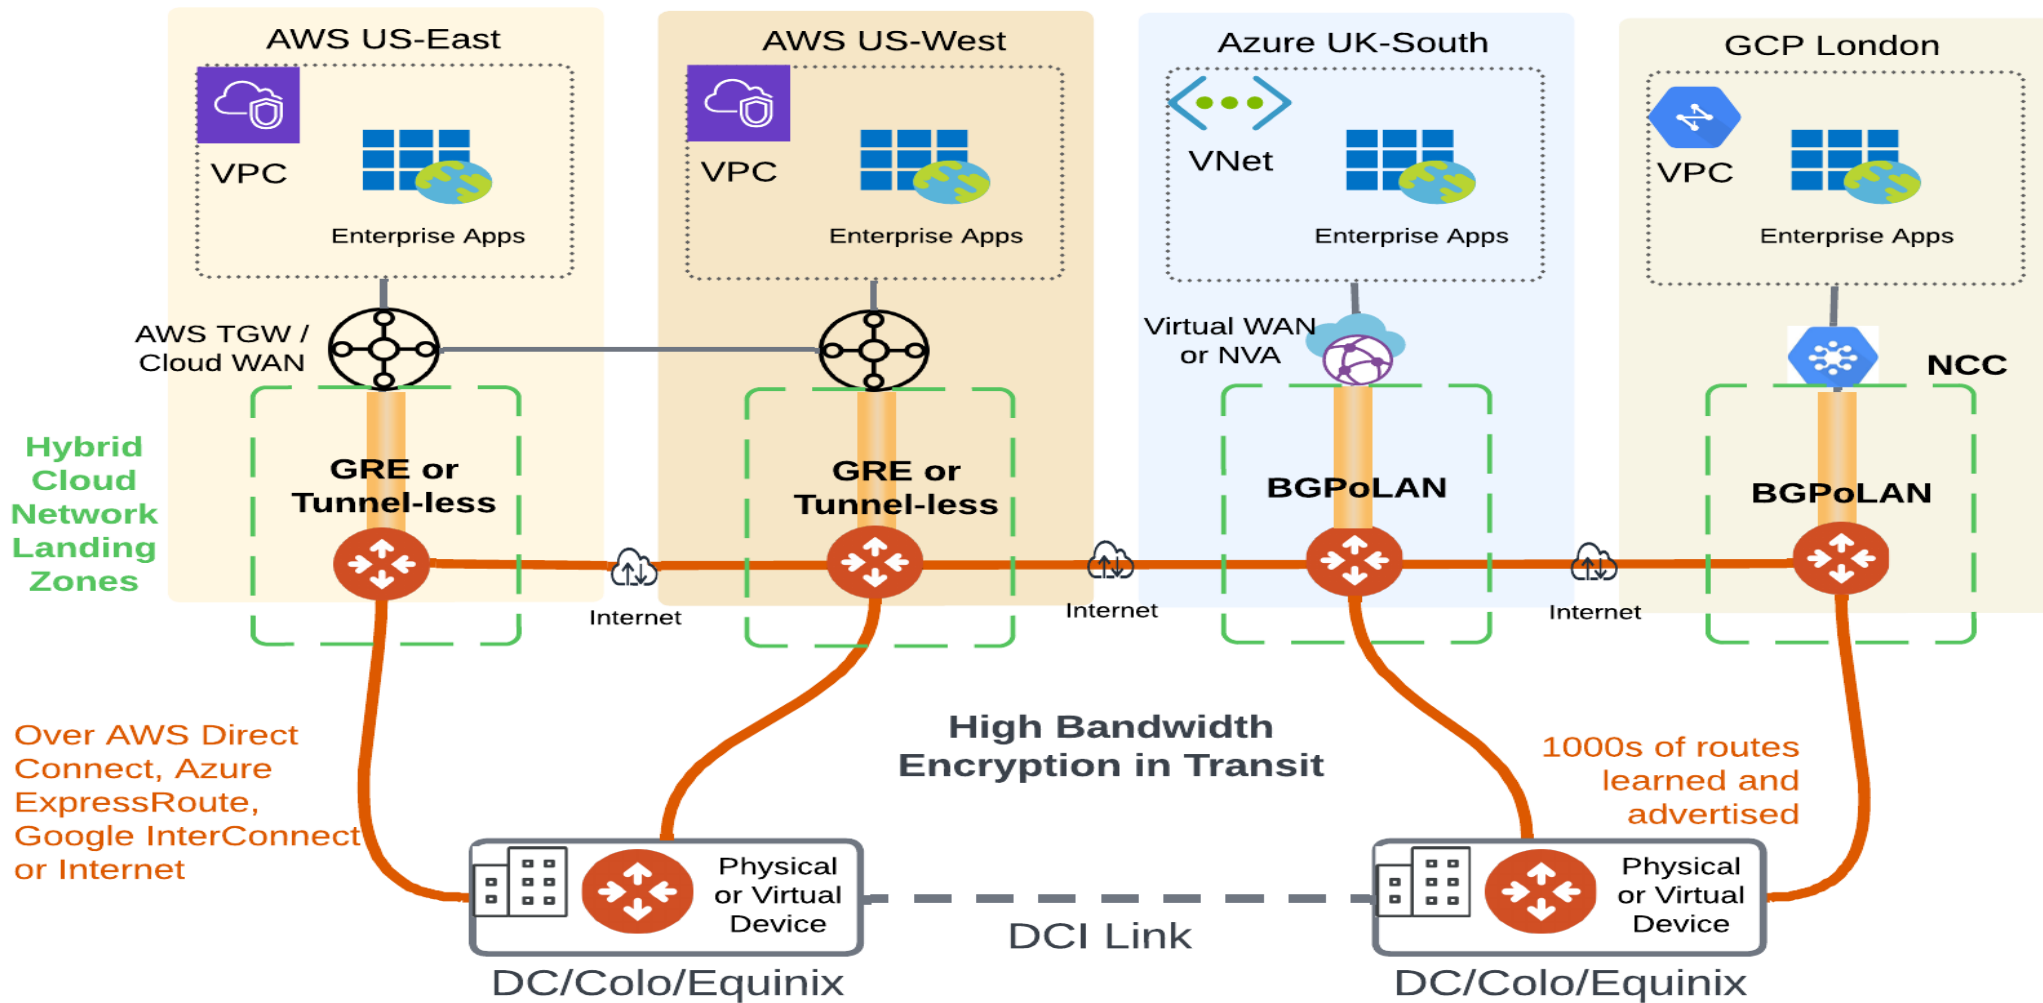 AWS US-East
AWS US-West
Azure UK-South
GCP London
VPC
VPC
VNet
VPC
Enterprise Apps
Enterprise Apps
Enterprise Apps
Enterprise Apps
AWS TGW /
Cloud WAN
Virtual WAN
or NVA
NCC
Hybrid
Cloud
Network
Landing
Zones
GRE or
Tunnel-less
GRE or
Tunnel-less
BGPoLAN
BGPoLAN
Internet
Internet
Internet
Over AWS Direct
Connect, Azure
ExpressRoute,
Google InterConnect
or Internet
High Bandwidth
Encryption in Transit
1000s of routes
learned and
advertised
Physical
or Virtual
Device
DCI Link
Physical
or Virtual
Device
DC/Colo/Equinix
DC/Colo/Equinix